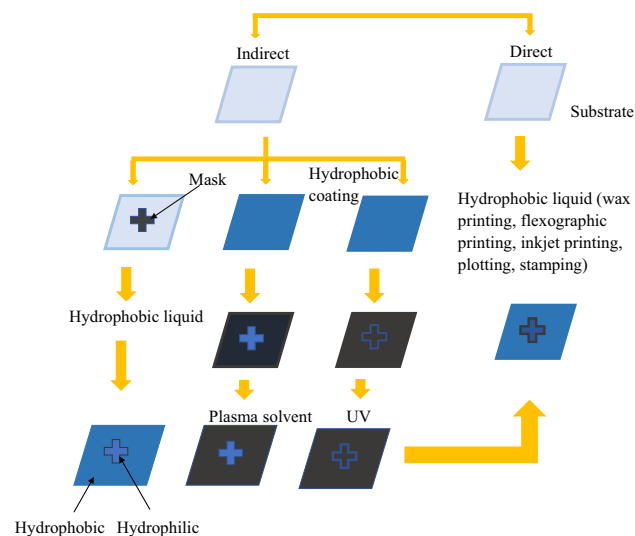 Indirect
Direct
Substrate
Mask
Hydrophobic
coating
Hydrophobic liquid (wax
printing, flexographic
printing, inkjet printing,
plotting, stamping)
Hydrophobic liquid
Plasma solvent
UV
Hydrophobic
Hydrophilic